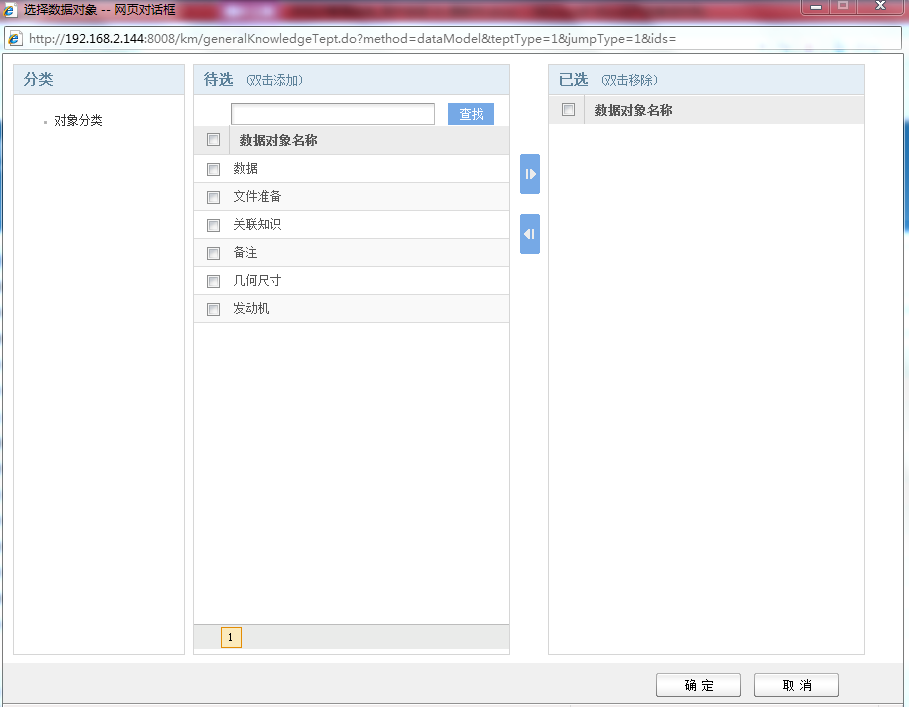 选择数据对象 -- 网页对话框
http://192.168.2.144:8008/km/generalKnowledgeTept.do?method=dataModel&teptType=1&jumpType=1&ids=
分类
对象分类
待选 (双击添加)
查找
数据对象名称
数据
文件准备
关联知识
备注
几何尺寸
发动机
1
已选 (双击移除)
数据对象名称
确 定
取 消